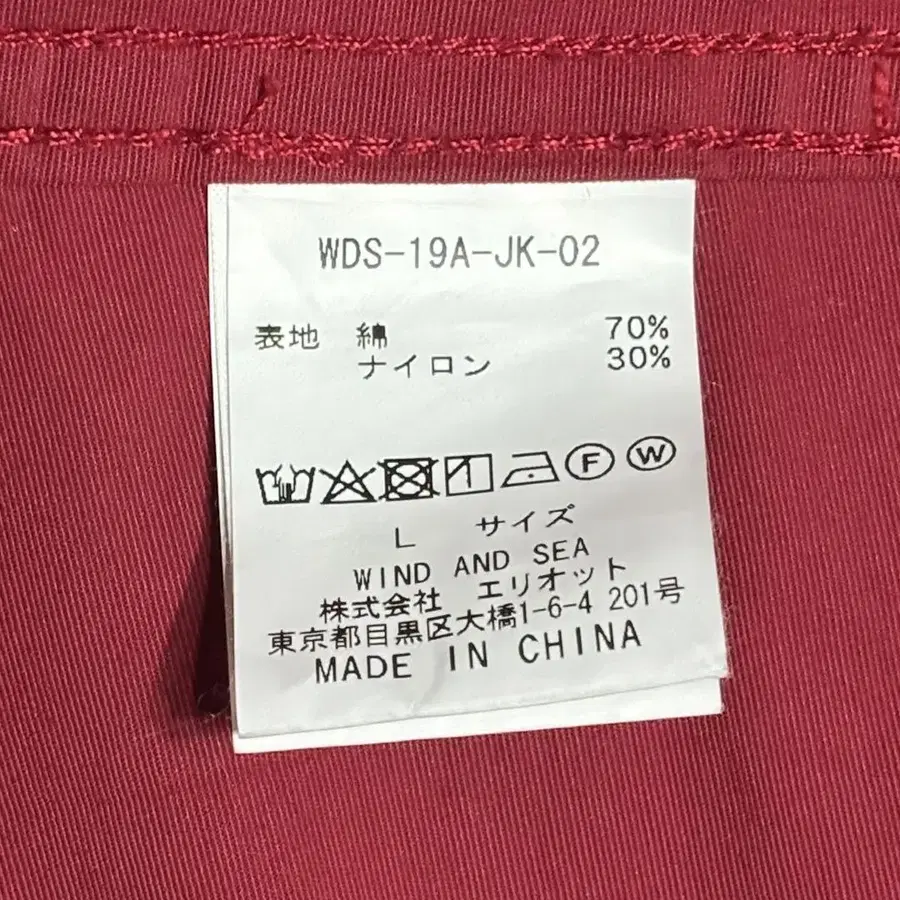 WDS-19A-JK-02
表地 綿 70%
ナイロン 30%
F W
L サイズ
WIND AND SEA
株式会社 エリオット
東京都目黒区大橋1-6-4 201号
MADE IN CHINA